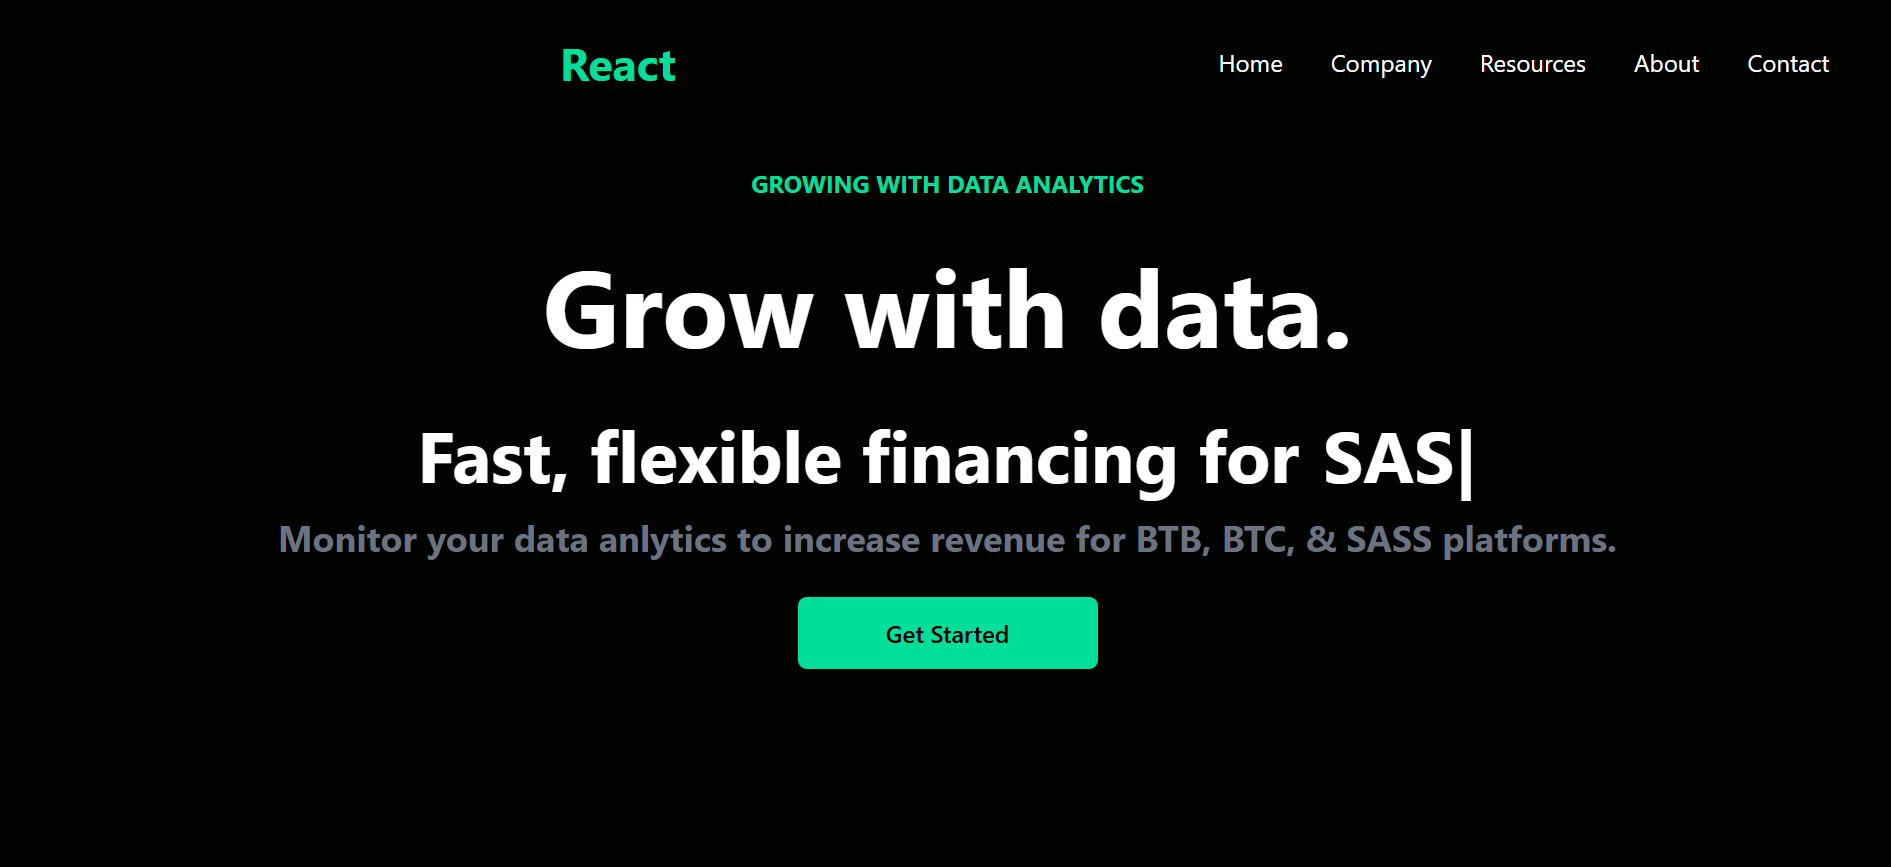 React
Home Company Resources About Contact
GROWING WITH DATA ANALYTICS
Grow with data.
Fast, flexible financing for SAS|
Monitor your data anlytics to increase revenue for BTB, BTC, & SASS platforms.
Get Started